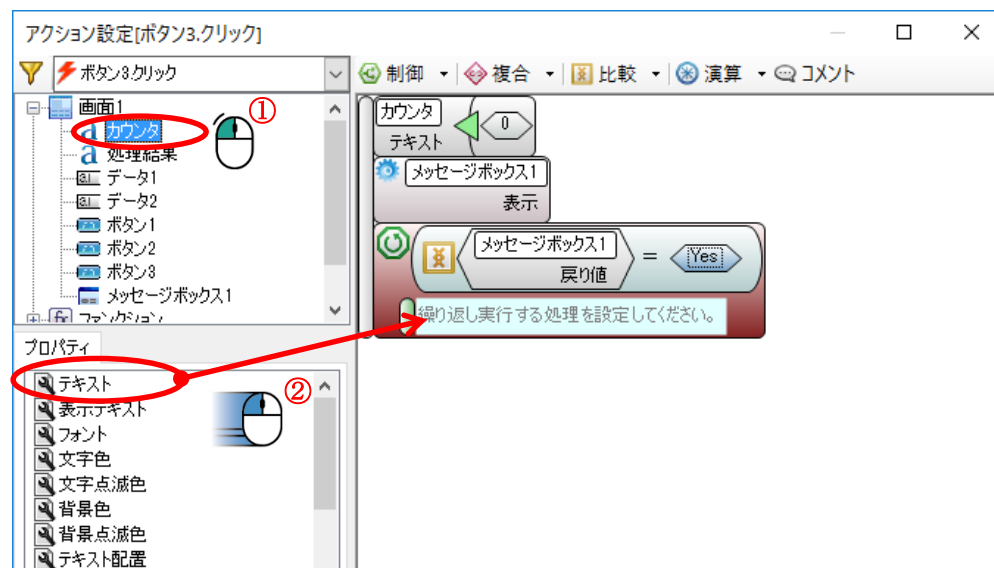 アクション設定[ボタン3.クリック]
ボタン3.クリック
制御
複合
比較
演算
コメント
画面1
①
カウンタ
処理結果
データ1
データ2
ボタン1
ボタン2
ボタン3
メッセージボックス1
ファンクション
カウンタ
テキスト
0
メッセージボックス1
表示
メッセージボックス1
戻り値
=
Yes
繰り返し実行する処理を設定してください。
プロパティ
テキスト
②
表示テキスト
フォント
文字色
文字点滅色
背景色
背景点滅色
テキスト配置